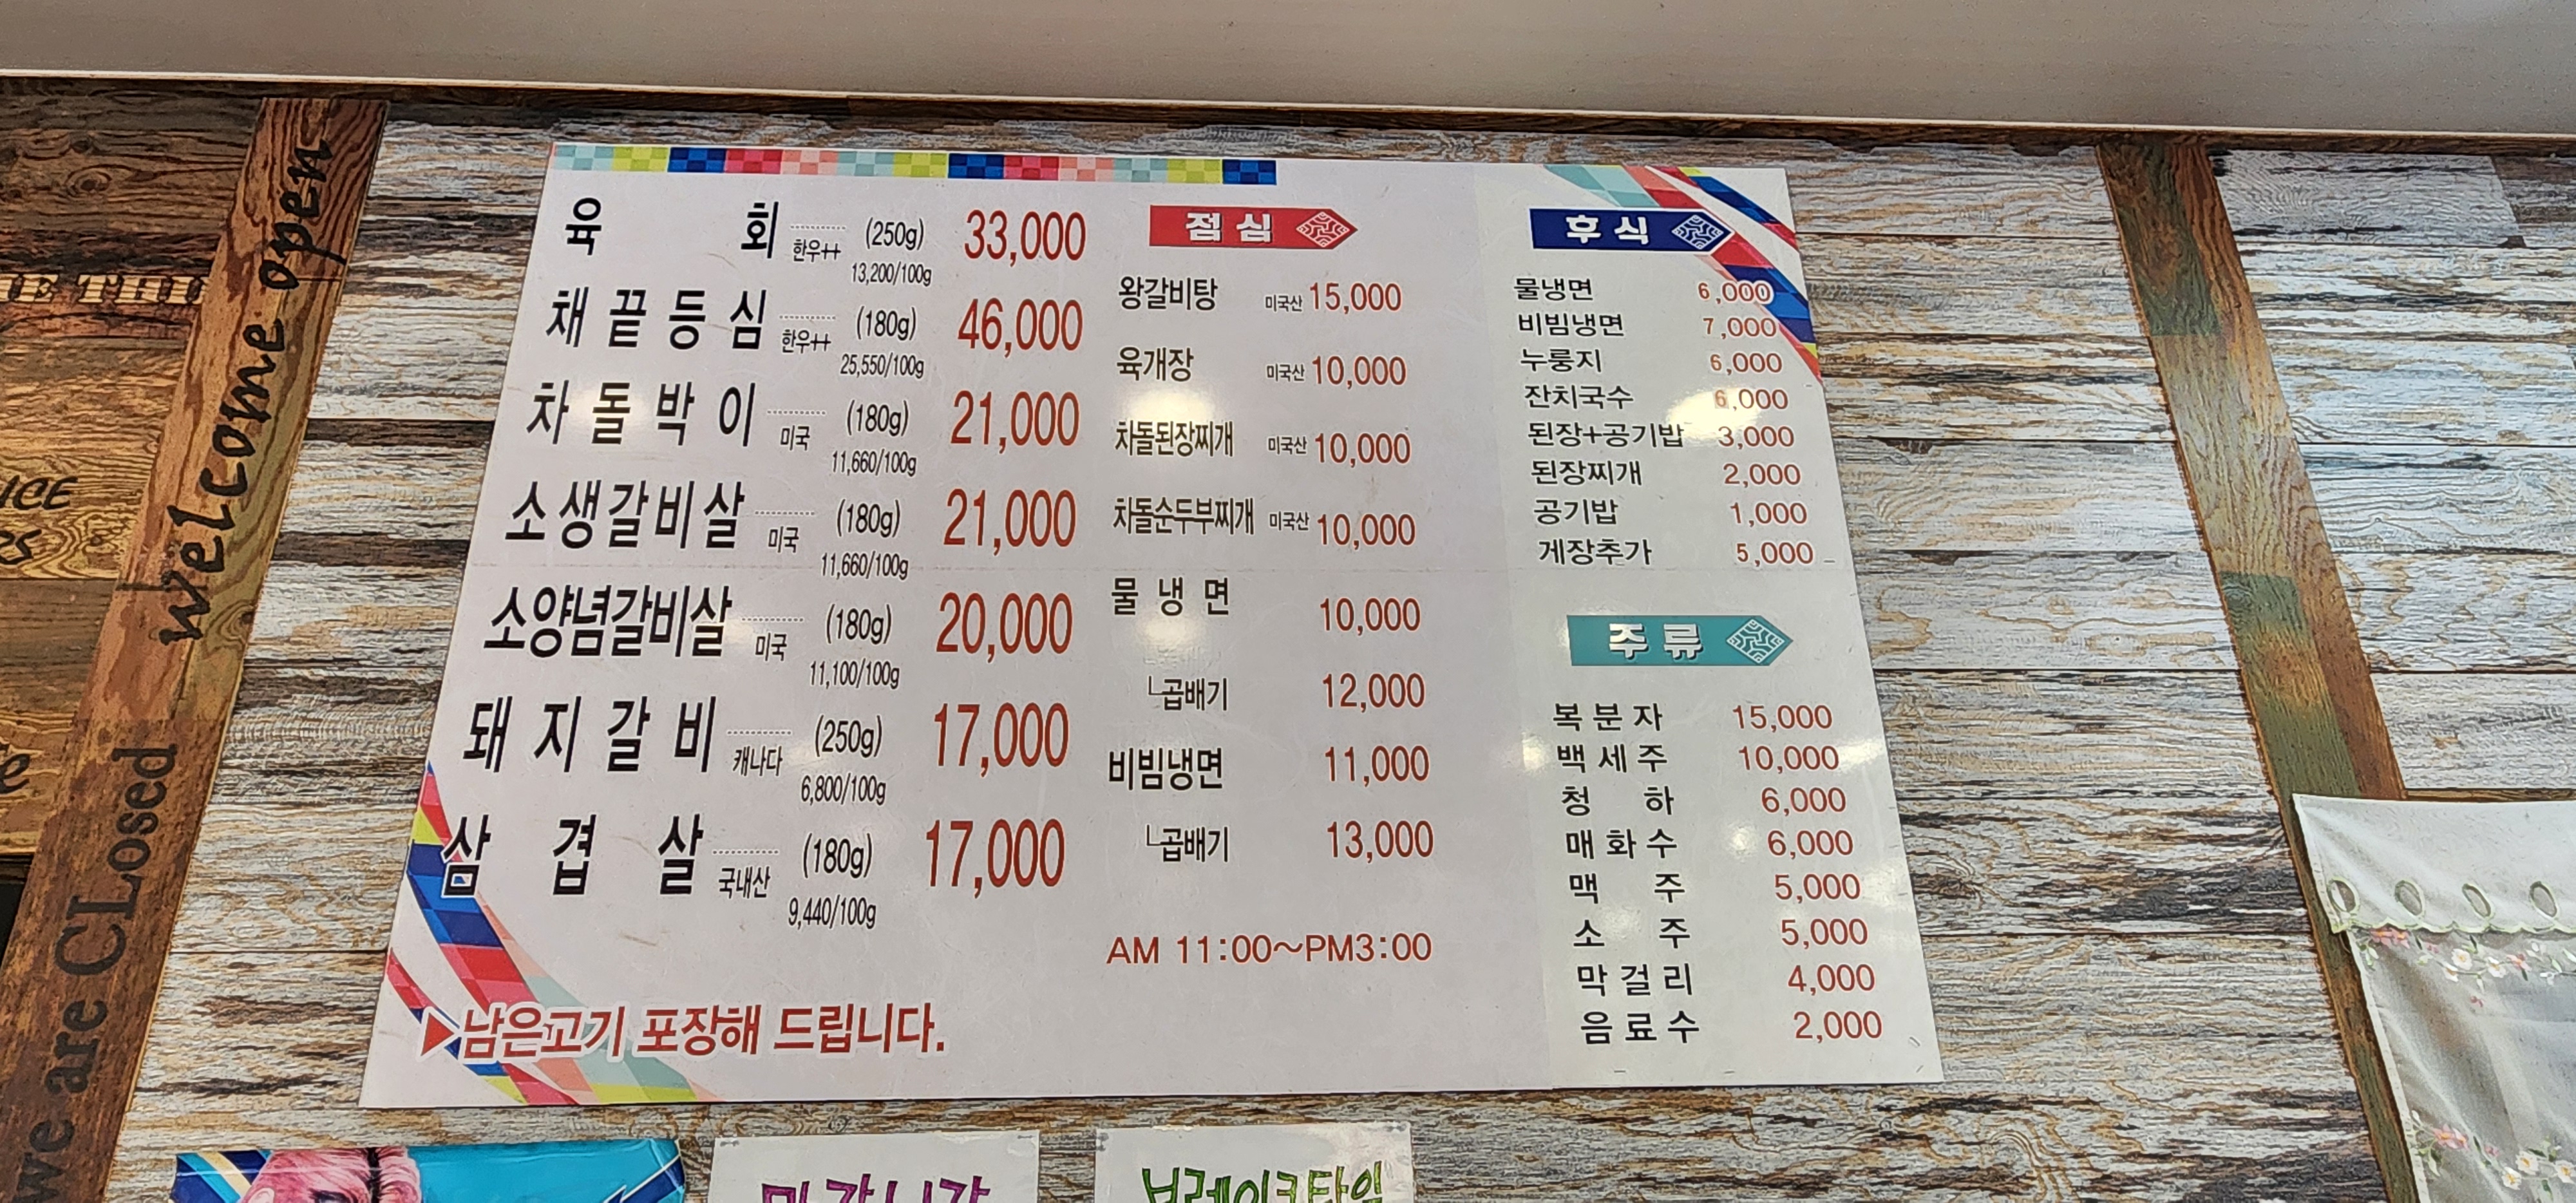 welcome open
we are CLosed
육 회 한우++ (250g) 33,000
13,200/100g
채끝등심 한우++ (180g) 46,000
25,550/100g
차돌박이 미국 (180g) 21,000
11,660/100g
소생갈비살 미국 (180g) 21,000
11,660/100g
소양념갈비살 미국 (180g) 20,000
11,100/100g
돼지갈비 캐나다 (250g) 17,000
6,800/100g
삼겹살 국내산 (180g) 17,000
9,440/100g
▶남은고기 포장해 드립니다.
점심
왕갈비탕 미국산 15,000
육개장 미국산 10,000
차돌된장찌개 미국산 10,000
차돌순두부찌개 미국산 10,000
물냉면 10,000
└곱배기 12,000
비빔냉면 11,000
└곱배기 13,000
AM 11:00~PM3:00
후식
물냉면 6,000
비빔냉면 7,000
누룽지 6,000
잔치국수 6,000
된장+공기밥 3,000
된장찌개 2,000
공기밥 1,000
게장추가 5,000
주류
복분자 15,000
백세주 10,000
청하 6,000
매화수 6,000
맥주 5,000
소주 5,000
막걸리 4,000
음료수 2,000
브레이크타임